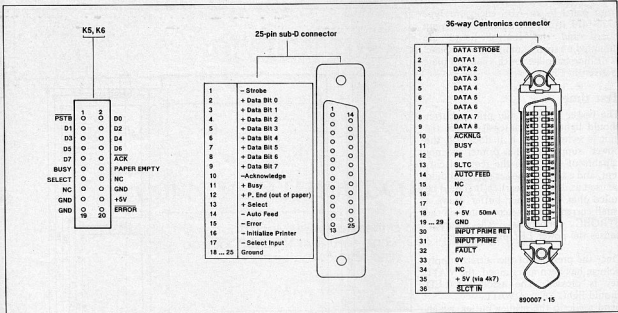 K5, K6
1 2
PSTB D0
D1 D2
D3 D4
D5 D6
D7 ACK
BUSY PAPER EMPTY
SELECT NC
NC GND
GND +5V
GND ERROR
19 20
25-pin sub-D connector
1 – Strobe
2 + Data Bit 0
3 + Data Bit 1
4 + Data Bit 2
5 + Data Bit 3
6 + Data Bit 4
7 + Data Bit 5
8 + Data Bit 6
9 + Data Bit 7
10 –Acknowledge
11 + Busy
12 + P. End (out of paper)
13 + Select
14 – Auto Feed
15 – Error
16 – Initialize Printer
17 – Select Input
18 ... 25 Ground
1
14
13
25
36-way Centronics connector
1 DATA STROBE
2 DATA1
3 DATA 2
4 DATA 3
5 DATA 4
6 DATA 5
7 DATA 6
8 DATA 7
9 DATA 8
10 ACKNLG
11 BUSY
12 PE
13 SLTC
14 AUTO FEED
15 NC
16 0V
17 0V
18 + 5V 50mA
19 ... 29 GND
30 INPUT PRIME RET
31 INPUT PRIME
32 FAULT
33 0V
34 NC
35 + 5V (via 4k7)
36 SLCT IN
890007 - 15